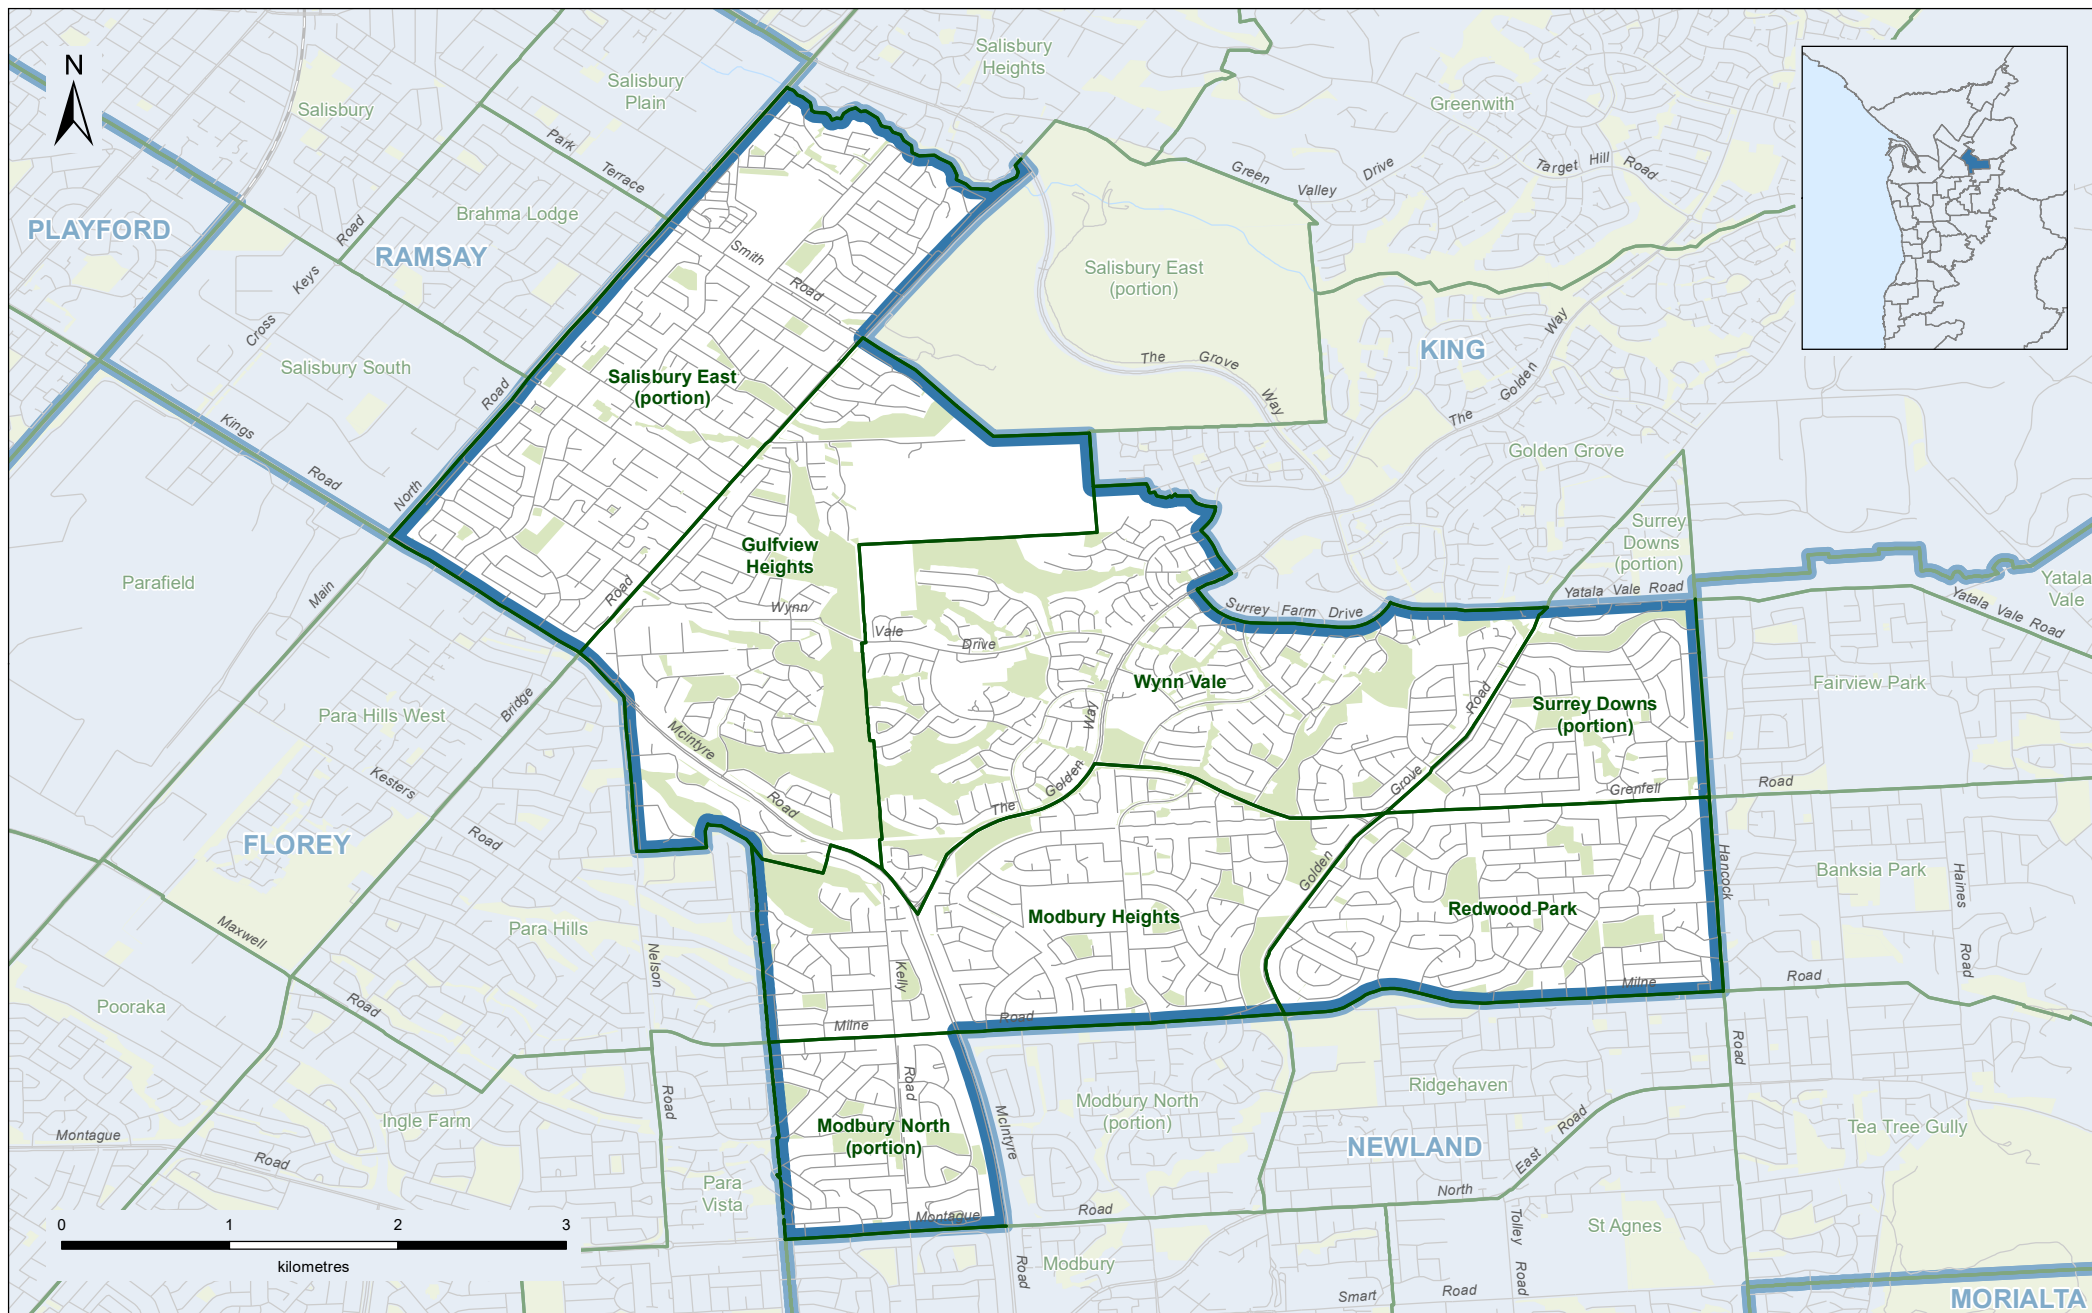 N
Salisbury
Heights
Salisbury
Plain
Salisbury
Greenwith
Park
Terrace
Green
Valley
Drive
Target Hill Road
PLAYFORD
Brahma Lodge
Road
RAMSAY
Smith
Road
Salisbury East
(portion)
Keys
Cross
Salisbury South
The Grove
Way
KING
Way
Golden
The
Salisbury East
(portion)
Road
Kings
Road
North
Golden Grove
Surrey
Downs
(portion)
Gulfview
Heights
Parafield
Main
Road
Wynn
Vale
Drive
Surrey Farm Drive
Yatala Vale Road
Yatala
Vale
Yatala Vale Road
Wynn Vale
Fairview Park
Road
Surrey Downs
(portion)
Para Hills West
Bridge
McIntyre
Way
Kesters
Road
Golden
The
Grove
Grenfell
Road
FLOREY
Road
Golden
Hancock
Banksia Park
Haines
Modbury Heights
Redwood Park
Maxwell
Para Hills
Nelson
Kelly
Road
Pooraka
Road
Milne
Road
Milne
Road
Road
Road
Road
Ridgehaven
Modbury North
(portion)
Modbury North
(portion)
McIntyre
Ingle Farm
Montague
Road
NEWLAND
East
Road
Tea Tree Gully
Para
Vista
North
Montague
Road
Tolley
Road
St Agnes
0 1 2 3
kilometres
Modbury
Road
Smart
Road
MORIALTA